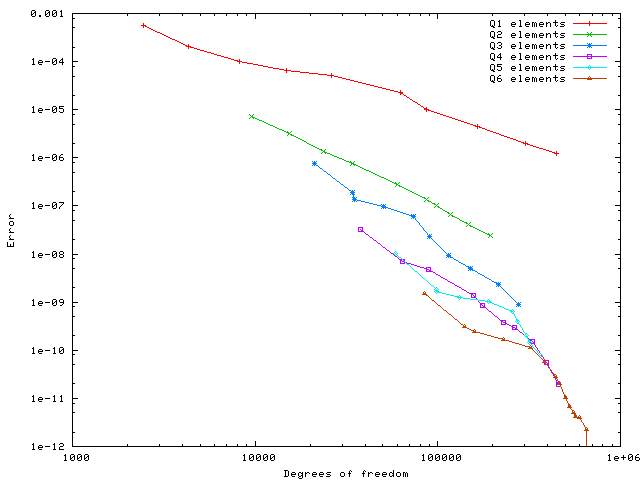 0.001
1e-04
1e-05
1e-06
1e-07
1e-08
1e-09
1e-10
1e-11
1e-12
Error
Q1 elements
Q2 elements
Q3 elements
Q4 elements
Q5 elements
Q6 elements
1000 10000 100000 1e+06
Degrees of freedom